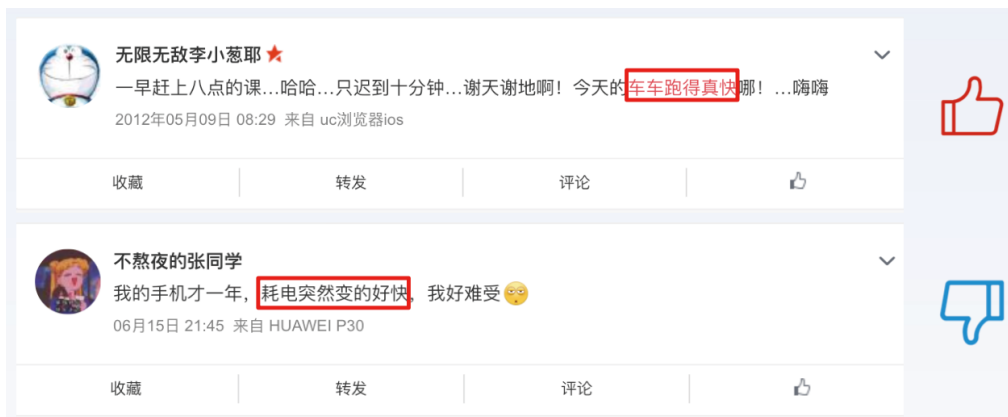 无限无敌李小葱耶
一早赶上八点的课...哈哈...只迟到十分钟...谢天谢地啊！今天的车车跑得真快哪！...嗨嗨
2012年05月09日 08:29 来自 uc浏览器ios
收藏 转发 评论
不熬夜的张同学
我的手机才一年，耗电突然变的好快，我好难受
06月15日 21:45 来自 HUAWEI P30
收藏 转发 评论